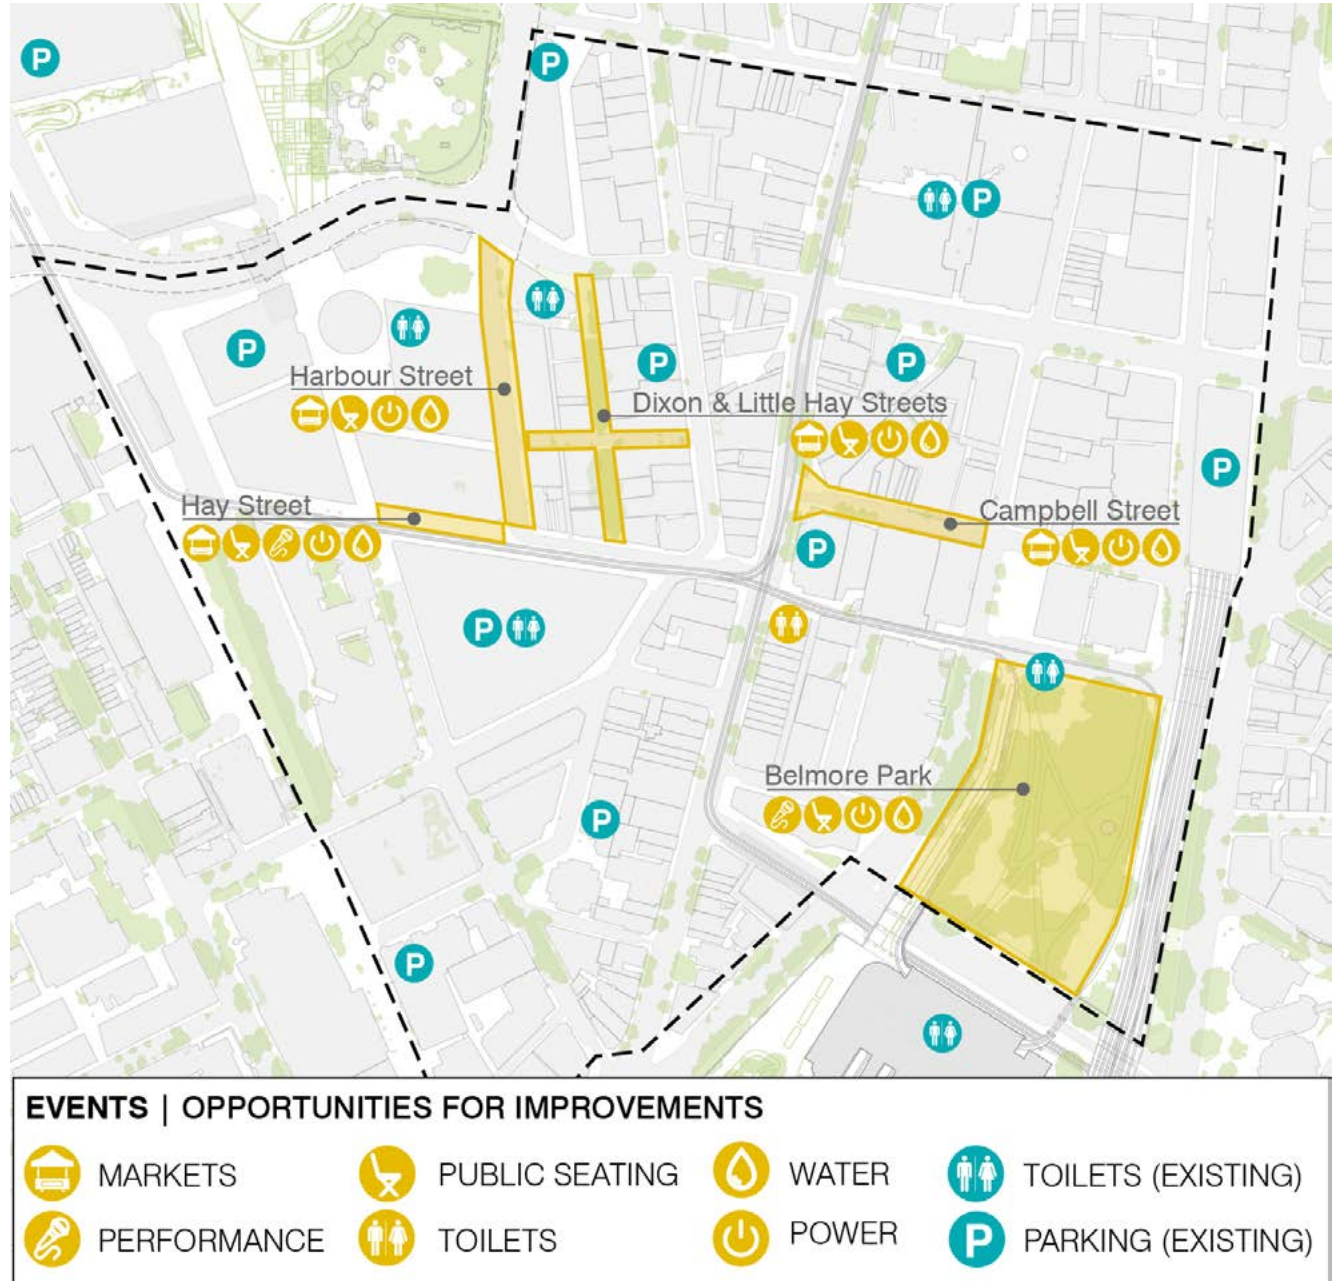 P
P
P
P
Harbour Street
P
Dixon & Little Hay Streets
P
Hay Street
Campbell Street
P
P
P
Belmore Park
P
P
EVENTS | OPPORTUNITIES FOR IMPROVEMENTS
MARKETS
PUBLIC SEATING
WATER
TOILETS (EXISTING)
PERFORMANCE
TOILETS
POWER
P PARKING (EXISTING)